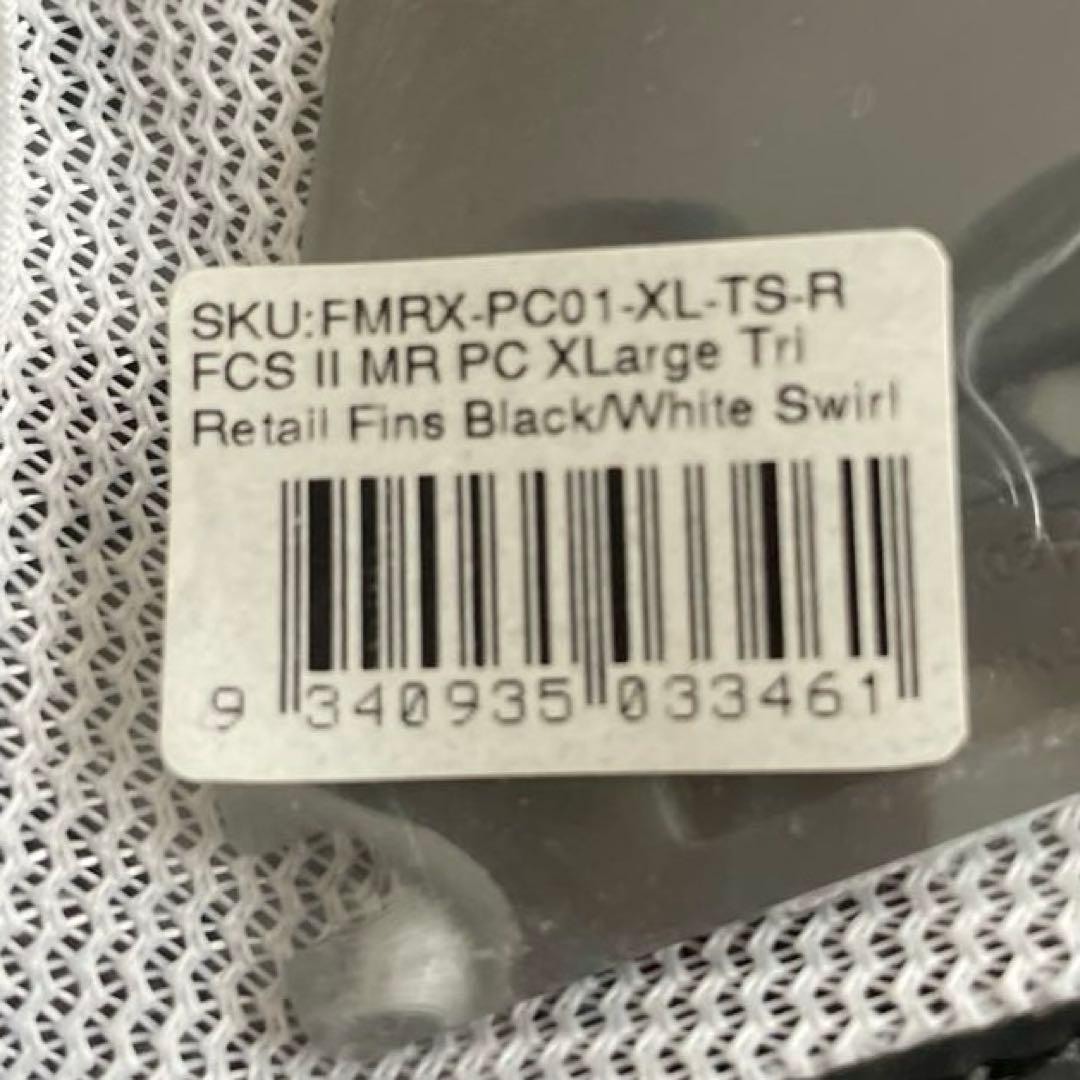 SKU:FMRX-PC01-XL-TS-R
FCS II MR PC XLarge Tri
Retail Fins Black/White Swirl
9 340935 033461